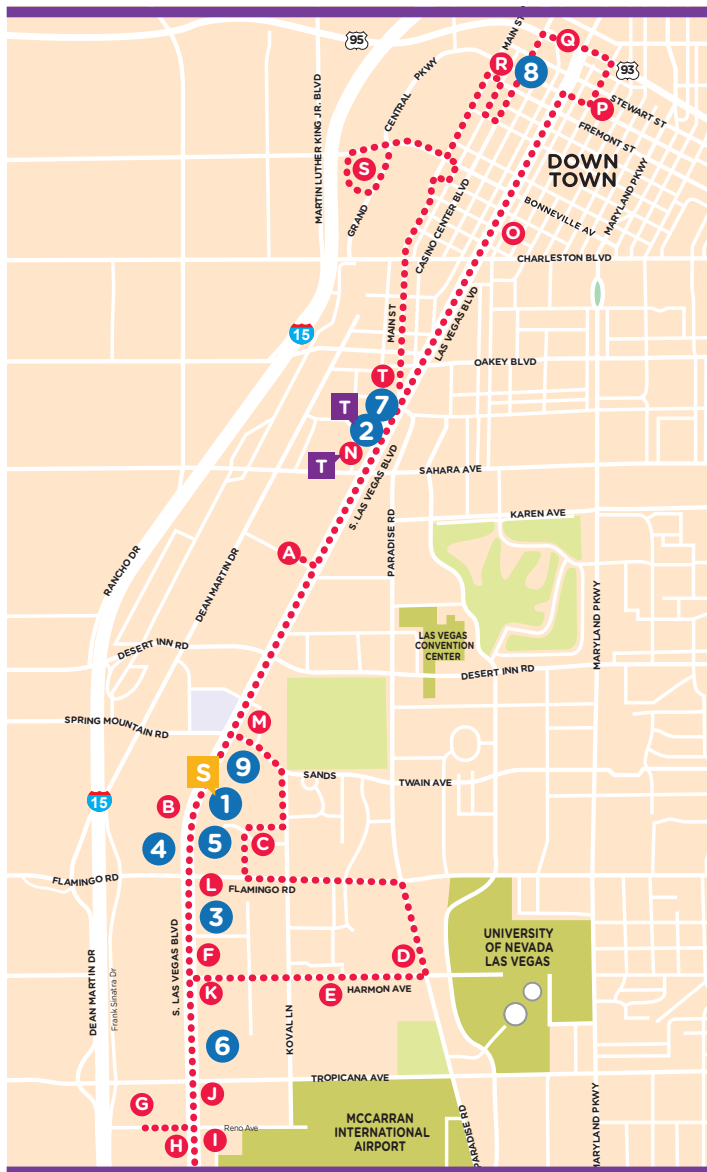 MAIN ST
Q
95
R
8
93
MARTIN LUTHER KING JR. BLVD
CENTRAL PKWY
P
STEWART ST
FREMONT ST
DOWN
TOWN
S
MARYLAND PKWY
GRAND
CASINO CENTER BLVD
BONNEVILLE AV
O
CHARLESTON BLVD
15
MAIN ST
LAS VEGAS BLVD
OAKEY BLVD
T
T
7
2
N
T
SAHARA AVE
S. LAS VEGAS BLVD
KAREN AVE
PARADISE RD
A
RANCHO DR
DEAN MARTIN DR
MARYLAND PKWY
LAS VEGAS
CONVENTION
CENTER
DESERT INN RD
DESERT INN RD
SPRING MOUNTAIN RD
M
S
9
SANDS
TWAIN AVE
15
B
1
4
5
C
FLAMINGO RD
L
FLAMINGO RD
3
S. LAS VEGAS BLVD
UNIVERSITY
OF NEVADA
LAS VEGAS
F
D
DEAN MARTIN DR
Frank Sinatra Dr
K
E
HARMON AVE
KOVAL LN
6
TROPICANA AVE
J
G
Reno Ave
H
I
MCCARRAN
INTERNATIONAL
AIRPORT
PARADISE RD
MARYLAND PKWY